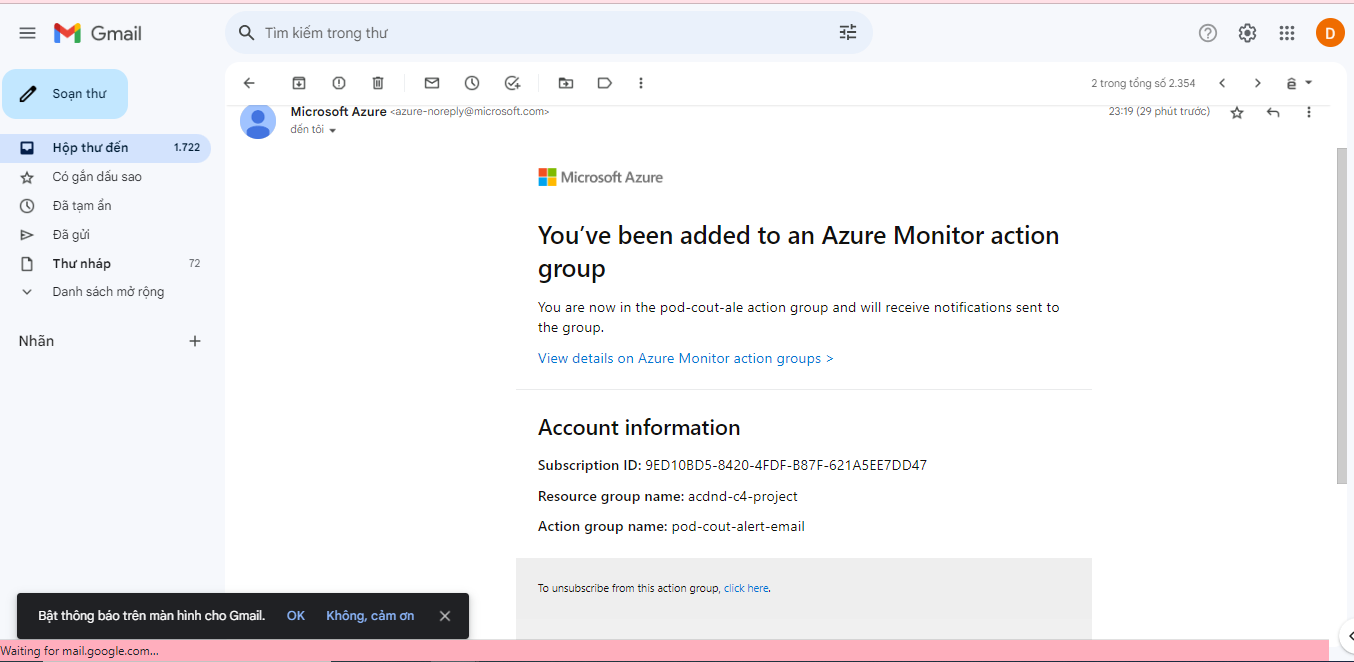 Gmail
Tìm kiếm trong thư
D
Soạn thư
2 trong tổng số 2.354
Hộp thư đến 1.722
Có gắn dấu sao
Đã tạm ẩn
Đã gửi
Thư nháp 72
Danh sách mở rộng
Nhãn
Microsoft Azure <azure-noreply@microsoft.com>
23:19 (29 phút trước)
đến tôi
Microsoft Azure
You’ve been added to an Azure Monitor action
group
You are now in the pod-cout-ale action group and will receive notifications sent to
the group.
View details on Azure Monitor action groups >
Account information
Subscription ID: 9ED10BD5-8420-4FDF-B87F-621A5EE7DD47
Resource group name: acdnd-c4-project
Action group name: pod-cout-alert-email
To unsubscribe from this action group, click here.
Bật thông báo trên màn hình cho Gmail. OK Không, cảm ơn
Waiting for mail.google.com...